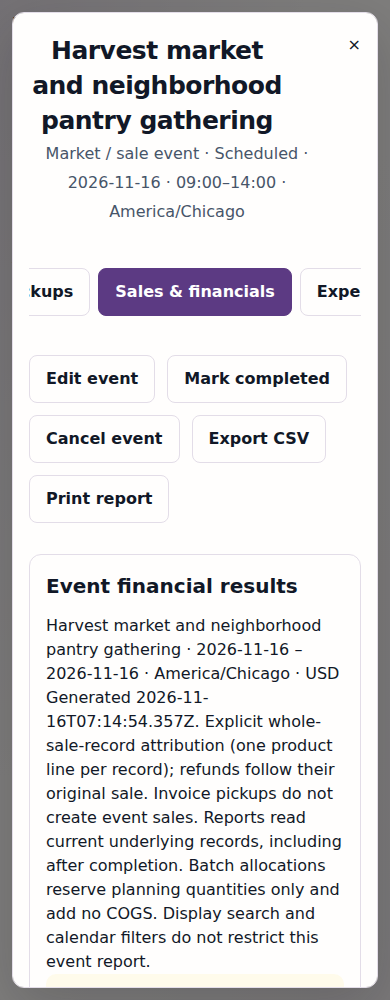 Harvest market
and neighborhood
pantry gathering
×
Market / sale event · Scheduled ·
2026-11-16 · 09:00–14:00 ·
America/Chicago
kups
Sales & financials
Expe
Edit event
Mark completed
Cancel event
Export CSV
Print report
Event financial results
Harvest market and neighborhood
pantry gathering · 2026-11-16 –
2026-11-16 · America/Chicago · USD
Generated 2026-11-
16T07:14:54.357Z. Explicit whole-
sale-record attribution (one product
line per record); refunds follow their
original sale. Invoice pickups do not
create event sales. Reports read
current underlying records, including
after completion. Batch allocations
reserve planning quantities only and
add no COGS. Display search and
calendar filters do not restrict this
event report.